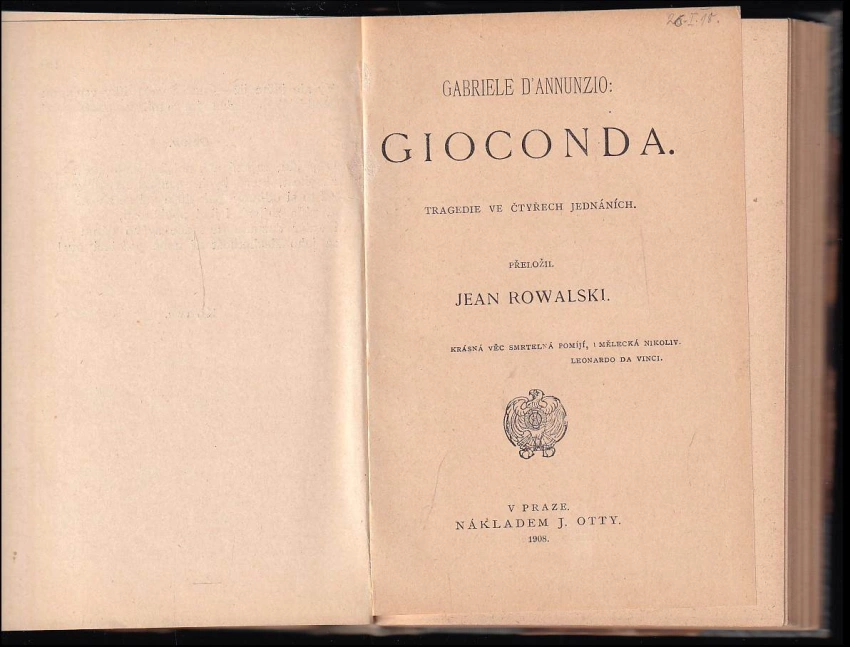 GABRIELE D'ANNUNZIO:
GIOCONDA.
TRAGEDIE VE ČTYŘECH JEDNÁNÍCH.
PŘELOŽIL
JEAN ROWALSKI.
KRÁSNÁ VĚC SMRTELNÁ POMÍJÍ, UMĚLECKÁ NIKOLIV.
LEONARDO DA VINCI.
V PRAZE.
NÁKLADEM J. OTTY.
1908.